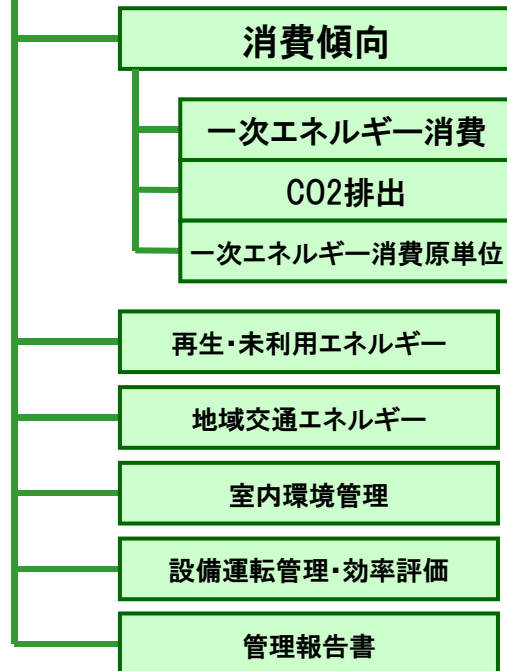 消費傾向
一次エネルギー消費
CO2排出
一次エネルギー消費原単位
再生・未利用エネルギー
地域交通エネルギー
室内環境管理
設備運転管理・効率評価
管理報告書